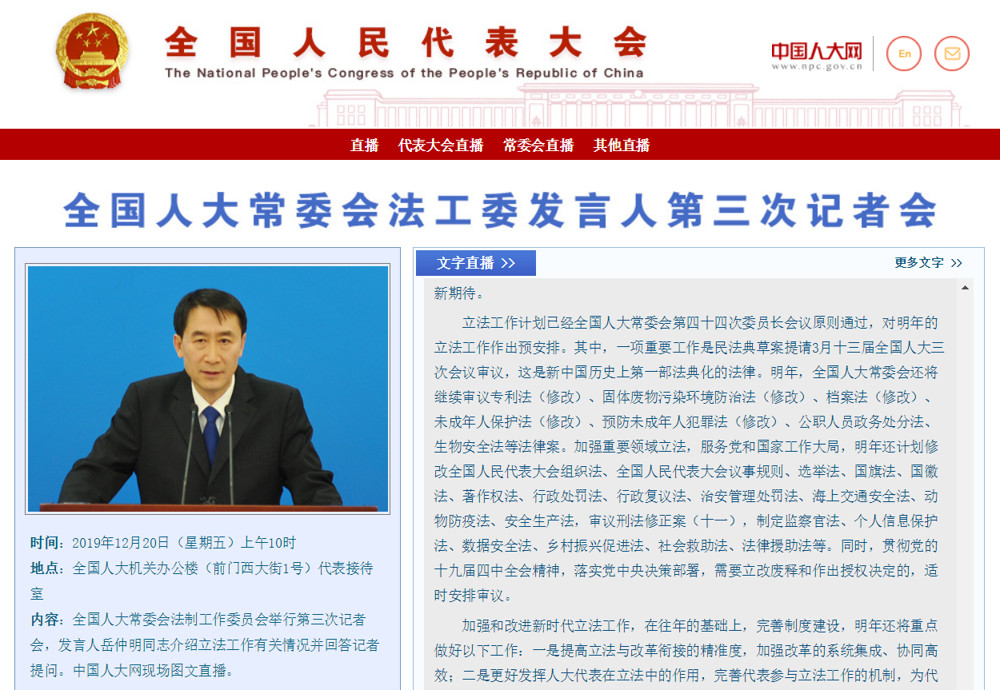 全国人民代表大会
The National People's Congress of the People's Republic of China
中国人大网
www.npc.gov.cn
En
直播 代表大会直播 常委会直播 其他直播
全国人大常委会法工委发言人第三次记者会
时间：2019年12月20日（星期五）上午10时
地点：全国人大机关办公楼（前门西大街1号）代表接待
室
内容：全国人大常委会法制工作委员会举行第三次记者
会，发言人岳仲明同志介绍立法工作有关情况并回答记者
提问。中国人大网现场图文直播。
文字直播 >>
更多文字 >>
新期待。
立法工作计划已经全国人大常委会第四十四次委员长会议原则通过，对明年的
立法工作作出预安排。其中，一项重要工作是民法典草案提请3月十三届全国人大三
次会议审议，这是新中国历史上第一部法典化的法律。明年，全国人大常委会还将
继续审议专利法（修改）、固体废物污染环境防治法（修改）、档案法（修改）、
未成年人保护法（修改）、预防未成年人犯罪法（修改）、公职人员政务处分法、
生物安全法等法律案。加强重要领域立法，服务党和国家工作大局，明年还计划修
改全国人民代表大会组织法、全国人民代表大会议事规则、选举法、国旗法、国徽
法、著作权法、行政处罚法、行政复议法、治安管理处罚法、海上交通安全法、动
物防疫法、安全生产法，审议刑法修正案（十一），制定监察官法、个人信息保护
法、数据安全法、乡村振兴促进法、社会救助法、法律援助法等。同时，贯彻党的
十九届四中全会精神，落实党中央决策部署，需要立改废释和作出授权决定的，适
时安排审议。
加强和改进新时代立法工作，在往年的基础上，完善制度建设，明年还将重点
做好以下工作：一是提高立法与改革衔接的精准度，加强改革的系统集成、协同高
效；二是更好发挥人大代表在立法中的作用，完善代表参与立法工作的机制，为代